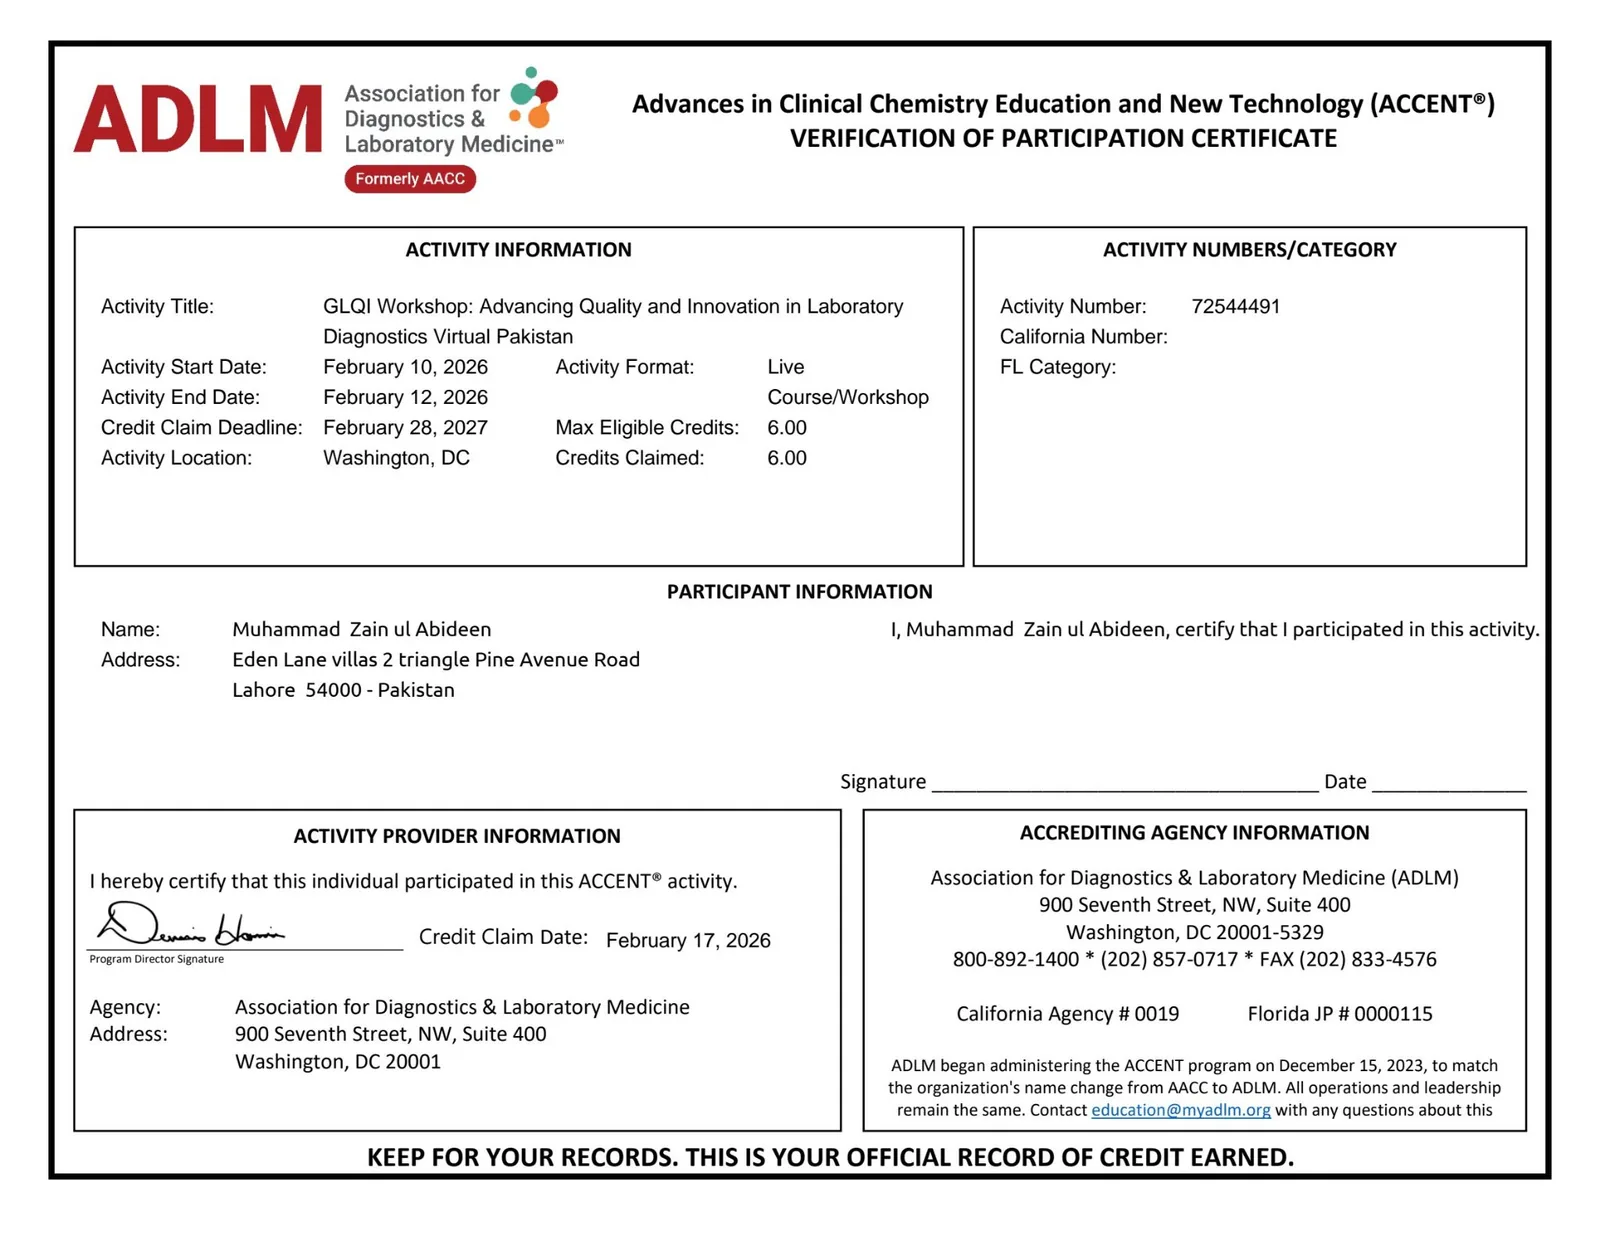 ADLM
Association for
Diagnostics &
Laboratory Medicine™
Formerly AACC
Advances in Clinical Chemistry Education and New Technology (ACCENT®)
VERIFICATION OF PARTICIPATION CERTIFICATE
ACTIVITY INFORMATION
Activity Title: GLQI Workshop: Advancing Quality and Innovation in Laboratory
Diagnostics Virtual Pakistan
Activity Start Date: February 10, 2026 Activity Format: Live
Activity End Date: February 12, 2026 Course/Workshop
Credit Claim Deadline: February 28, 2027 Max Eligible Credits: 6.00
Activity Location: Washington, DC Credits Claimed: 6.00
ACTIVITY NUMBERS/CATEGORY
Activity Number: 72544491
California Number:
FL Category:
PARTICIPANT INFORMATION
Name: Muhammad Zain ul Abideen
Address: Eden Lane villas 2 triangle Pine Avenue Road
Lahore 54000 - Pakistan
I, Muhammad Zain ul Abideen, certify that I participated in this activity.
Signature ___________________________________ Date ______________
ACTIVITY PROVIDER INFORMATION
I hereby certify that this individual participated in this ACCENT® activity.
Credit Claim Date: February 17, 2026
Program Director Signature
Agency: Association for Diagnostics & Laboratory Medicine
Address: 900 Seventh Street, NW, Suite 400
Washington, DC 20001
ACCREDITING AGENCY INFORMATION
Association for Diagnostics & Laboratory Medicine (ADLM)
900 Seventh Street, NW, Suite 400
Washington, DC 20001-5329
800-892-1400 * (202) 857-0717 * FAX (202) 833-4576
California Agency # 0019 Florida JP # 0000115
ADLM began administering the ACCENT program on December 15, 2023, to match
the organization's name change from AACC to ADLM. All operations and leadership
remain the same. Contact education@myadlm.org with any questions about this
KEEP FOR YOUR RECORDS. THIS IS YOUR OFFICIAL RECORD OF CREDIT EARNED.